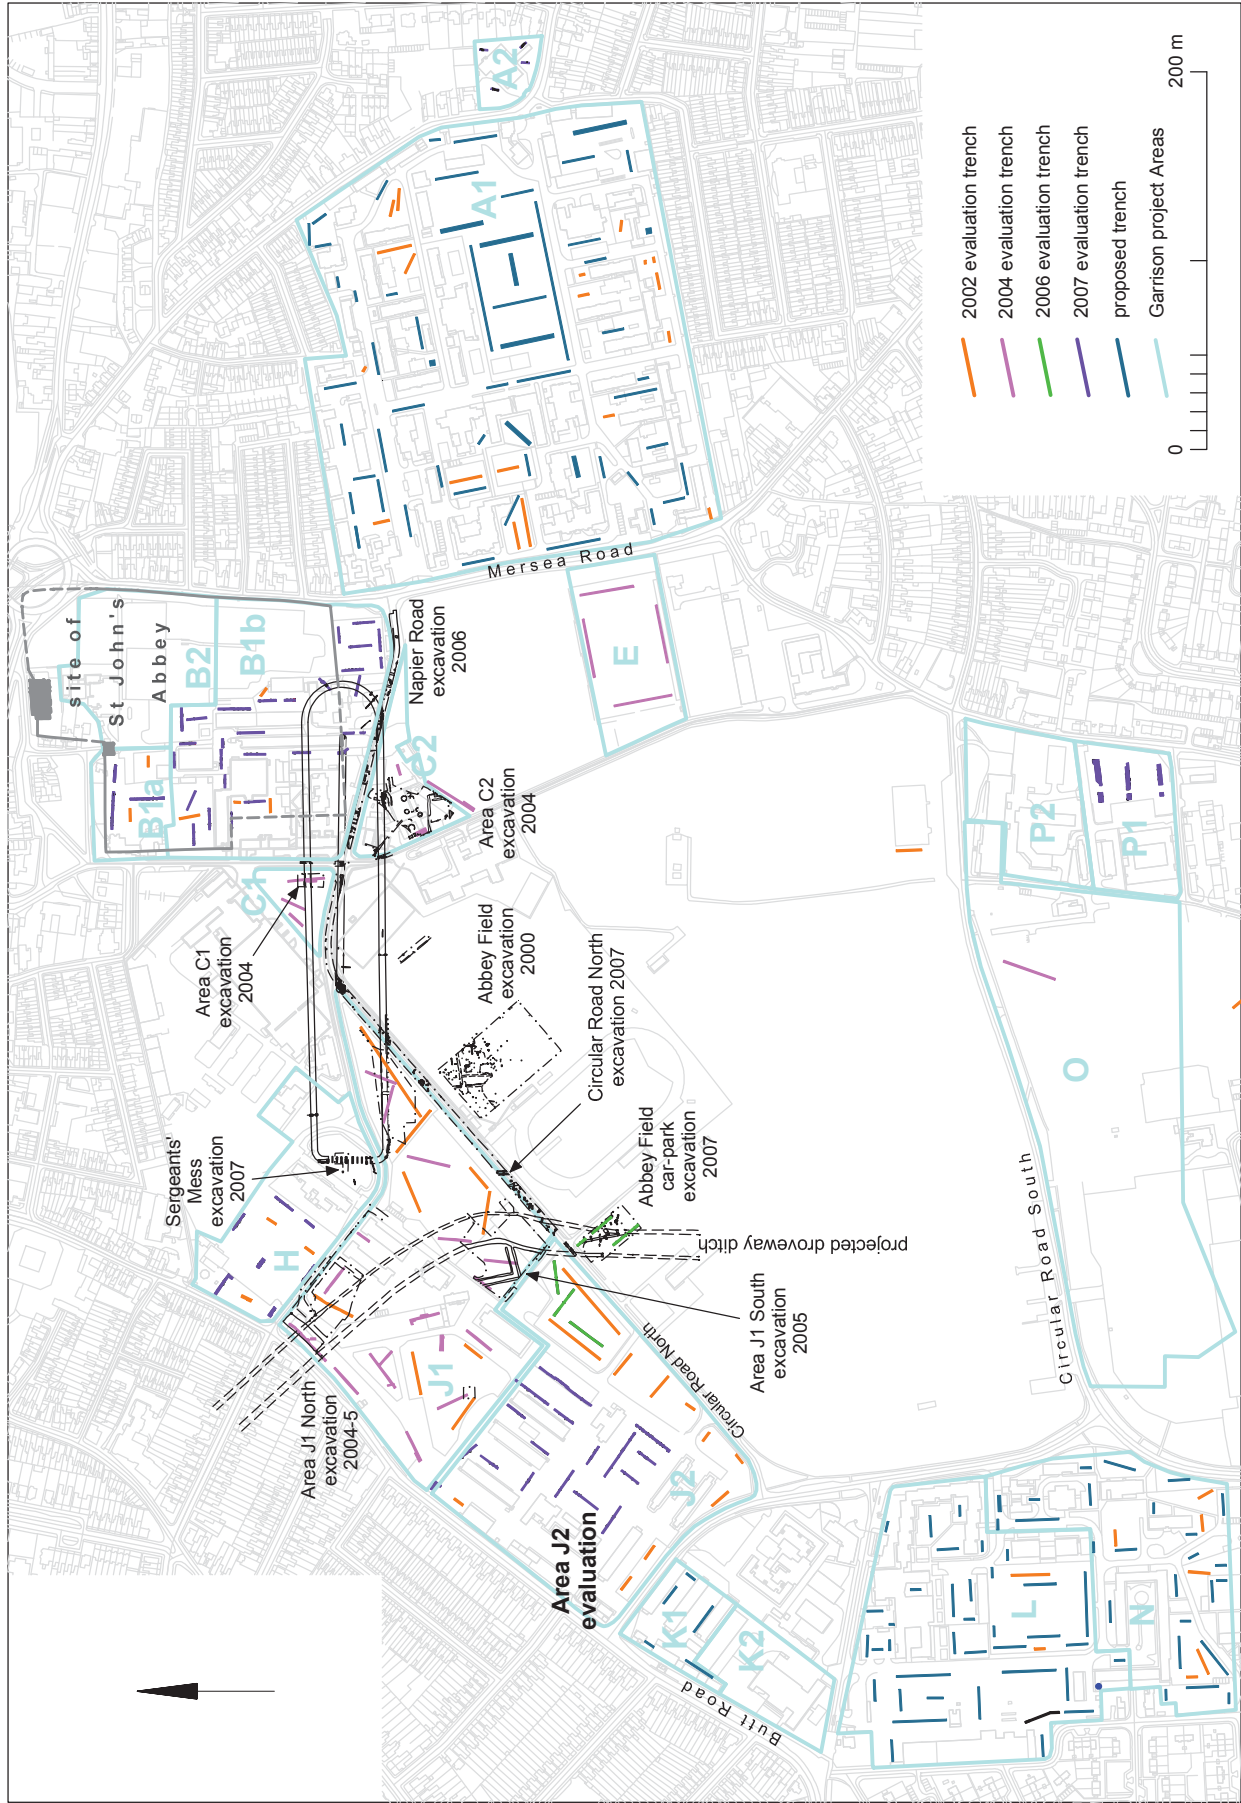 site of
St John's
Abbey
A2
A1
B2
B1b
B1a
Mersea Road
Napier Road
excavation
2006
E
C2
Area C2
excavation
2004
C1
Area C1
excavation
2004
Abbey Field
excavation
2000
Circular Road North
excavation 2007
Abbey Field
car-park
excavation
2007
Sergeants'
Mess
2007
H
projected droveway ditch
Area J1 South
excavation
2005
Area J1 North
excavation
2004-5
J1
Circular Road North
J2
Area J2
evaluation
K1
K2
Butt Road
P2
P1
O
Circular Road South
L
N
2002 evaluation trench
2004 evaluation trench
2006 evaluation trench
2007 evaluation trench
proposed trench
Garrison project Areas
0
200 m